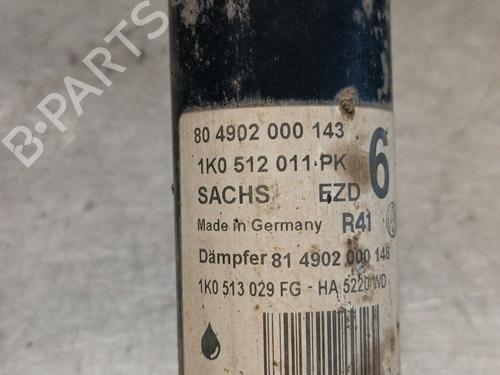 80 4902 000 143
1K0 512 011 PK 6
SACHS EZD
Made in Germany R41
Dämpfer 81 4902 000 148
1K0 513 029 FG - HA 5220 WD
B-Parts